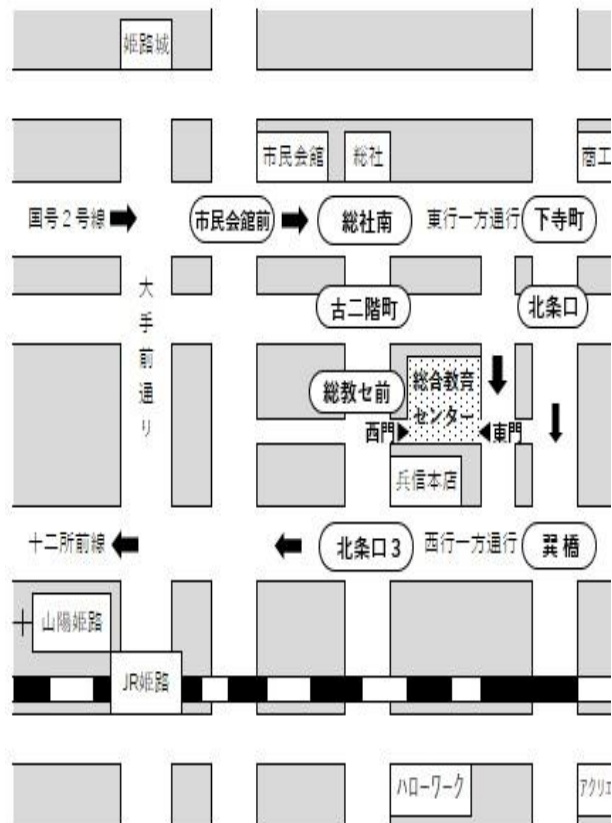 姫路城
市民会館
総社
商工
国号2号線
市民会館前
総社南
東行一方通行
下寺町
大手前通り
古二階町
北条口
総教セ前
総合教育
センター
西門
東門
兵信本店
十二所前線
北条口3
西行一方通行
巽橋
山陽姫路
JR姫路
ハローワーク
アクリエ